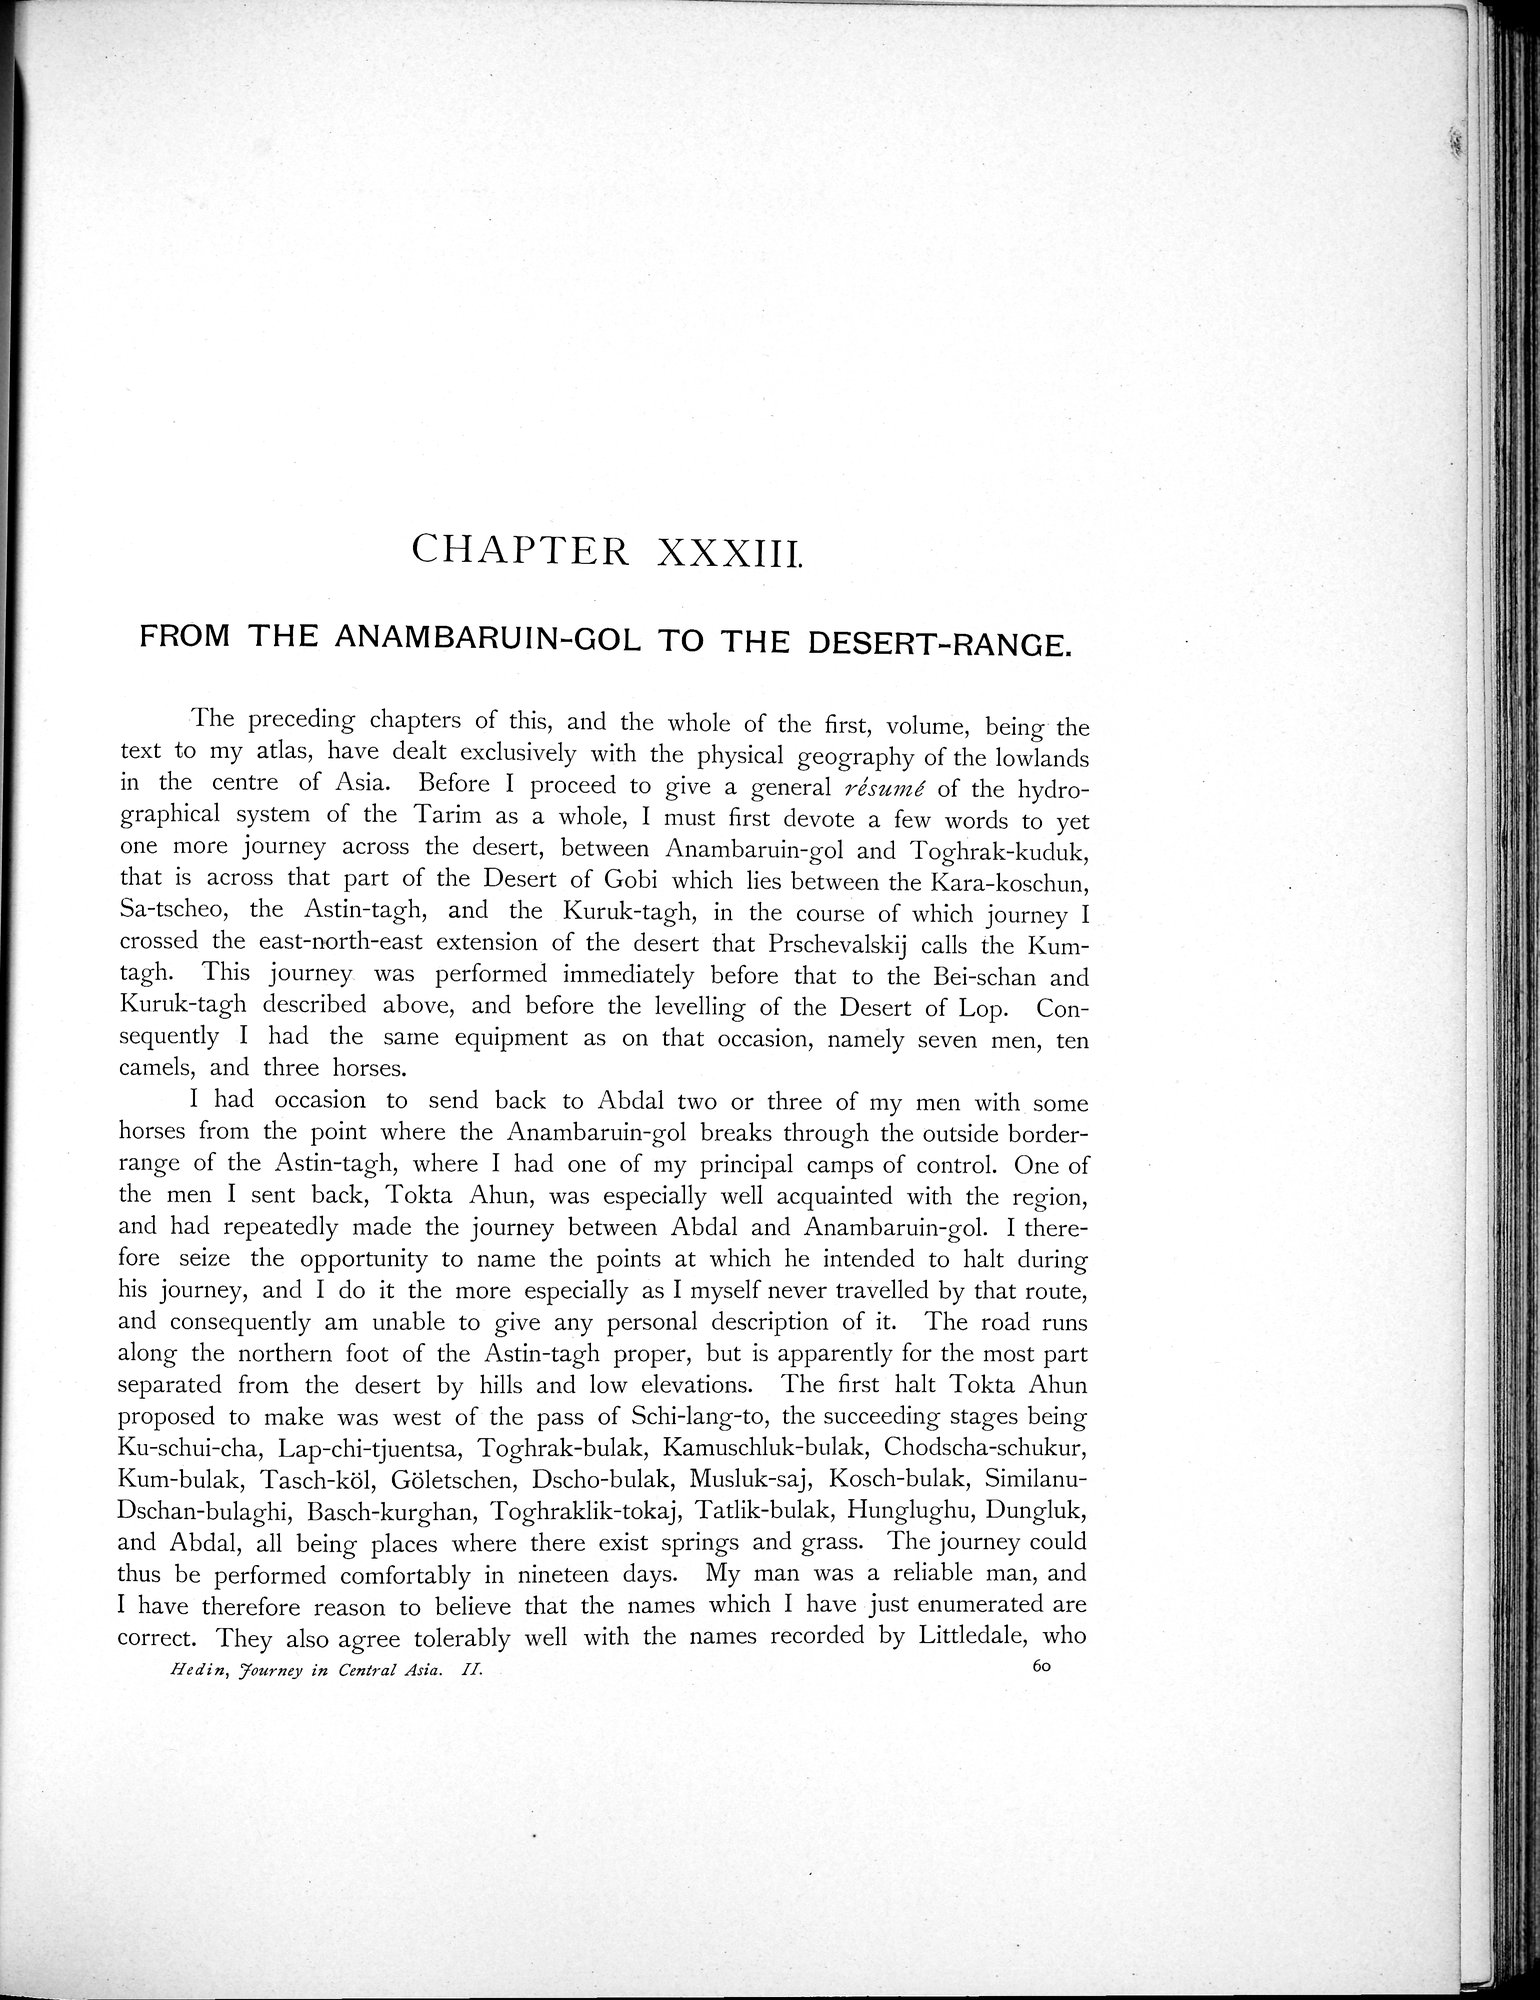 CHAPTER XXXIII.
FROM THE ANAMBARUIN-GOL TO THE DESERT-RANGE.
The preceding chapters of this, and the whole of the first, volume, being the
text to my atlas, have dealt exclusively with the physical geography of the lowlands
in the centre of Asia. Before I proceed to give a general résumé of the hydro-
graphical system of the Tarim as a whole, I must first devote a few words to yet
one more journey across the desert, between Anambaruin-gol and Toghrak-kuduk,
that is across that part of the Desert of Gobi which lies between the Kara-koschun,
Sa-tscheo, the Astin-tagh, and the Kuruk-tagh, in the course of which journey I
crossed the east-north-east extension of the desert that Prschevalskij calls the Kum-
tagh. This journey was performed immediately before that to the Bei-schan and
Kuruk-tagh described above, and before the levelling of the Desert of Lop. Con-
sequently I had the same equipment as on that occasion, namely seven men, ten
camels, and three horses.
I had occasion to send back to Abdal two or three of my men with some
horses from the point where the Anambaruin-gol breaks through the outside border-
range of the Astin-tagh, where I had one of my principal camps of control. One of
the men I sent back, Tokta Ahun, was especially well acquainted with the region,
and had repeatedly made the journey between Abdal and Anambaruin-gol. I there-
fore seize the opportunity to name the points at which he intended to halt during
his journey, and I do it the more especially as I myself never travelled by that route,
and consequently am unable to give any personal description of it. The road runs
along the northern foot of the Astin-tagh proper, but is apparently for the most part
separated from the desert by hills and low elevations. The first halt Tokta Ahun
proposed to make was west of the pass of Schi-lang-to, the succeeding stages being
Ku-schui-cha, Lap-chi-tjuentsa, Toghrak-bulak, Kamuschluk-bulak, Chodscha-schukur,
Kum-bulak, Tasch-köl, Göletschen, Dscho-bulak, Musluk-saj, Kosch-bulak, Similanu-
Dschan-bulaghi, Basch-kurghan, Toghraklik-tokaj, Tatlik-bulak, Hunglughu, Dungluk,
and Abdal, all being places where there exist springs and grass. The journey could
thus be performed comfortably in nineteen days. My man was a reliable man, and
I have therefore reason to believe that the names which I have just enumerated are
correct. They also agree tolerably well with the names recorded by Littledale, who
Hedin, Journey in Central Asia. II. 60